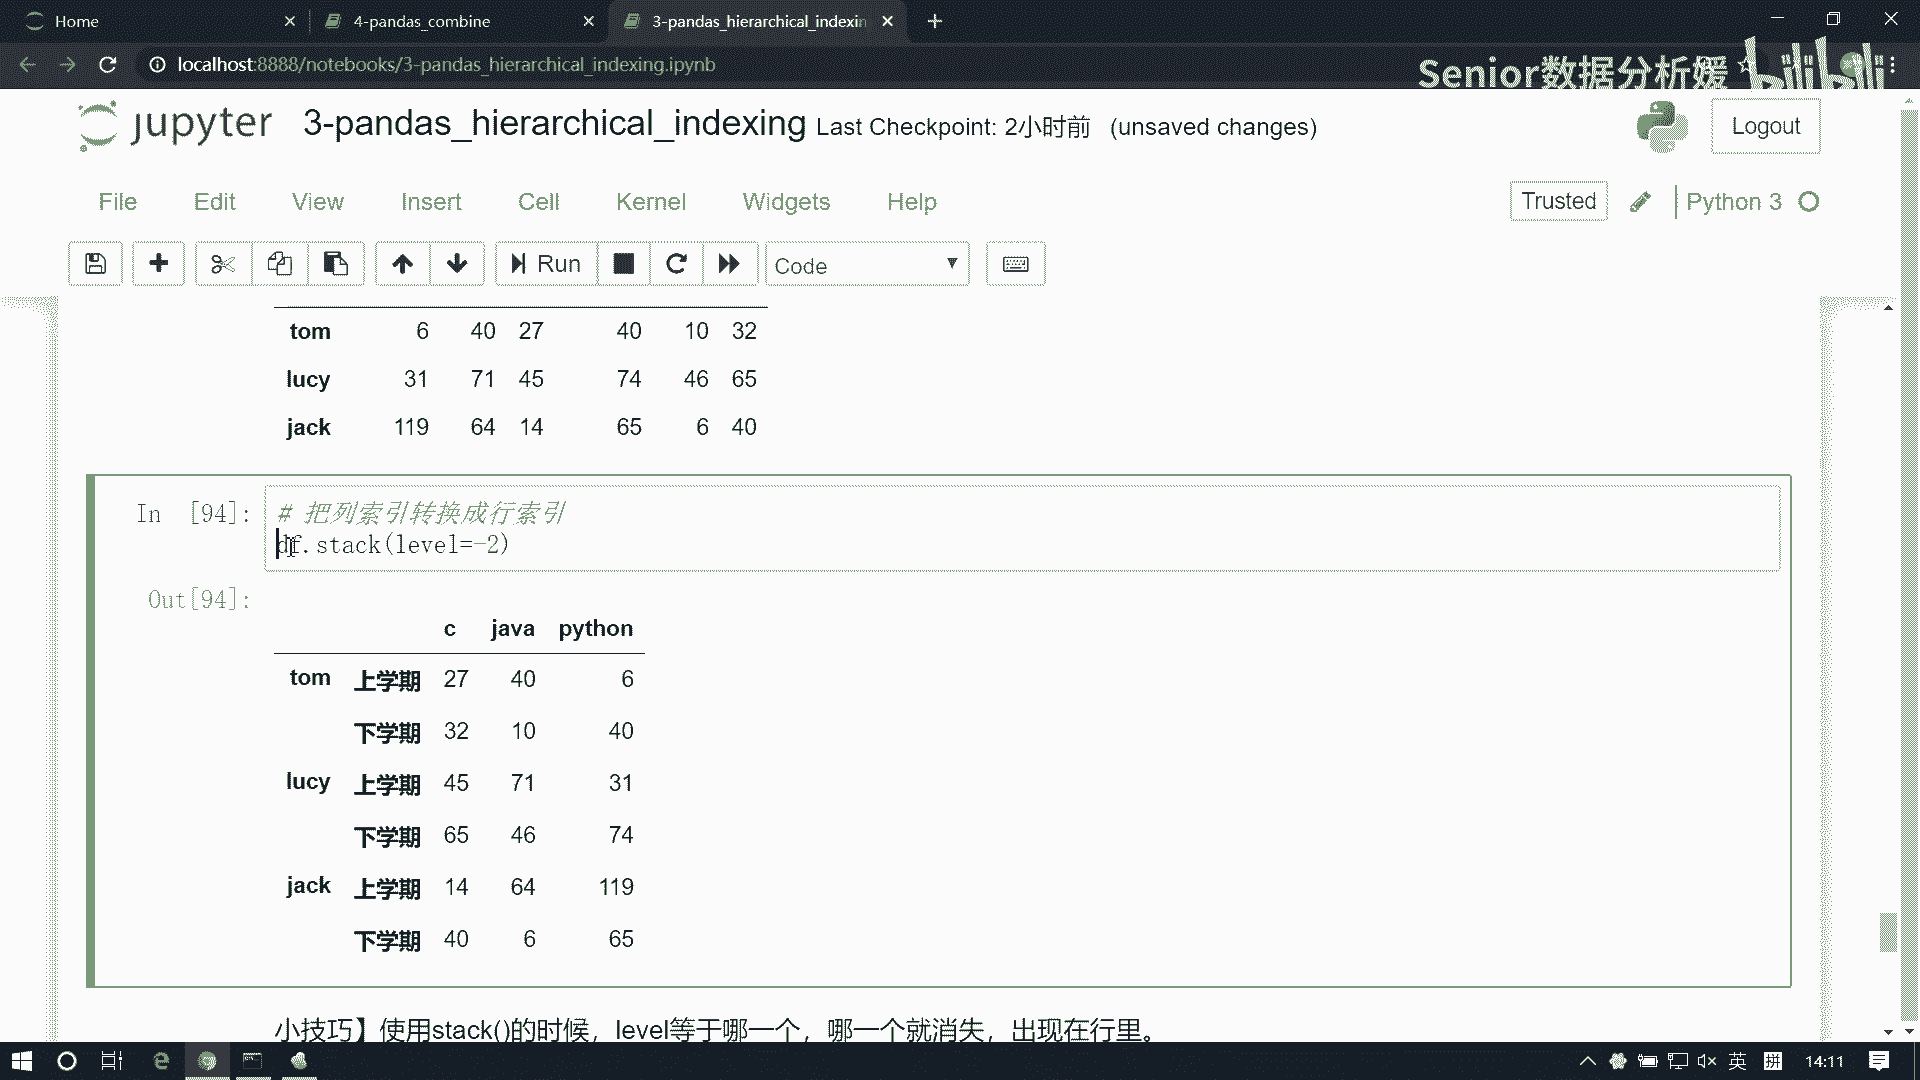 Home
4-pandas_combine
3-pandas_hierarchical_indexin
localhost:8888/notebooks/3-pandas_hierarchical_indexing.ipynb
Senior数据分析媛 bilibili
jupyter 3-pandas_hierarchical_indexing Last Checkpoint: 2小时前 (unsaved changes)
Logout
File Edit View Insert Cell Kernel Widgets Help
Trusted Python 3
Run Code
tom 6 40 27 40 10 32
lucy 31 71 45 74 46 65
jack 119 64 14 65 6 40
In [94]: # 把列索引转换成行索引
df.stack(level=-2)
Out[94]:
c java python
tom 上学期 27 40 6
下学期 32 10 40
lucy 上学期 45 71 31
下学期 65 46 74
jack 上学期 14 64 119
下学期 40 6 65
小技巧】使用stack()的时候，level等于哪一个，哪一个就消失，出现在行里。
英 拼 14:11